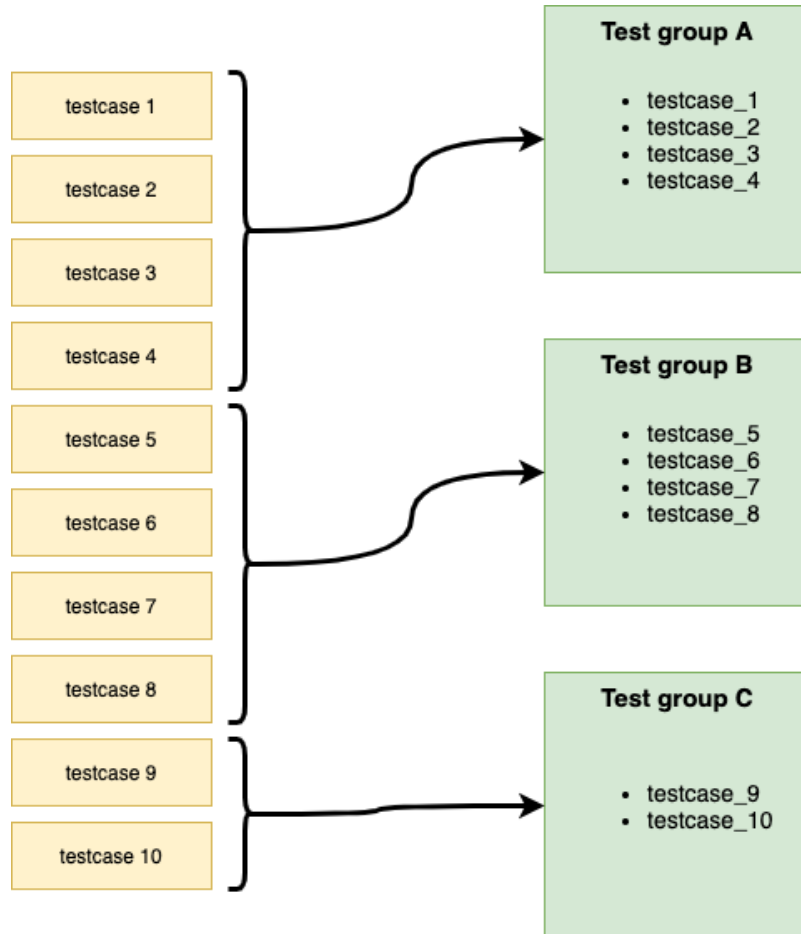 testcase 1
testcase 2
testcase 3
testcase 4
testcase 5
testcase 6
testcase 7
testcase 8
testcase 9
testcase 10
Test group A
• testcase_1
• testcase_2
• testcase_3
• testcase_4
Test group B
• testcase_5
• testcase_6
• testcase_7
• testcase_8
Test group C
• testcase_9
• testcase_10